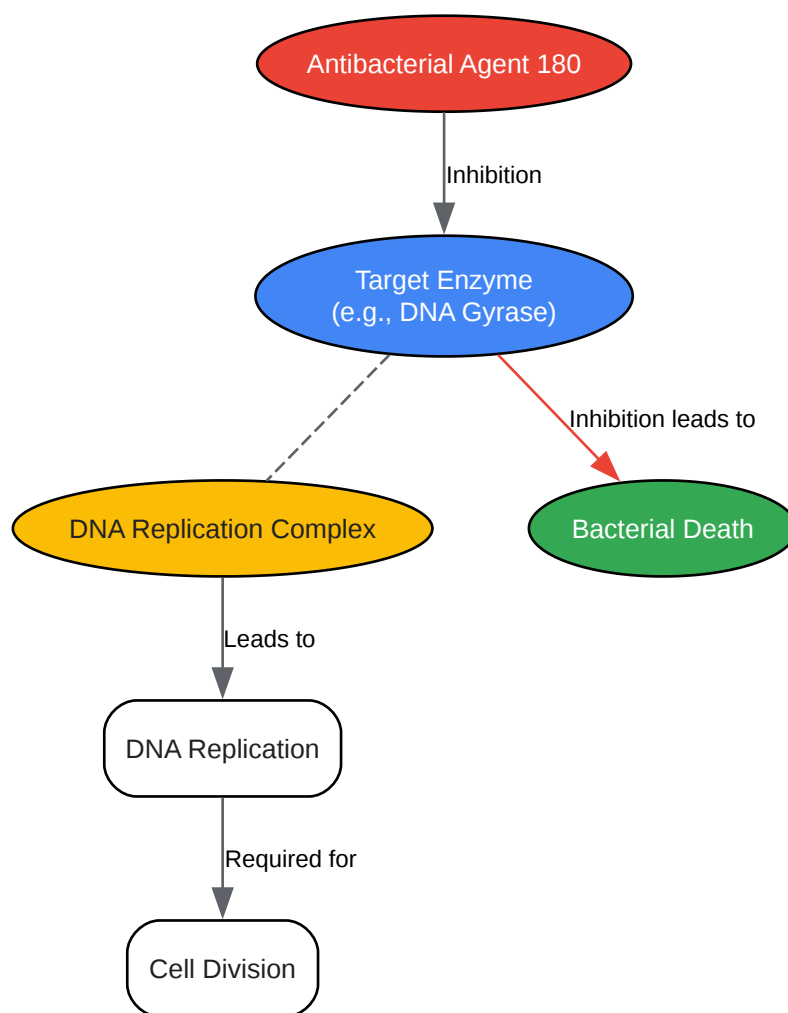 Antibacterial Agent 180
Inhibition
Target Enzyme
(e.g., DNA Gyrase)
Inhibition leads to
DNA Replication Complex
Bacterial Death
Leads to
DNA Replication
Required for
Cell Division